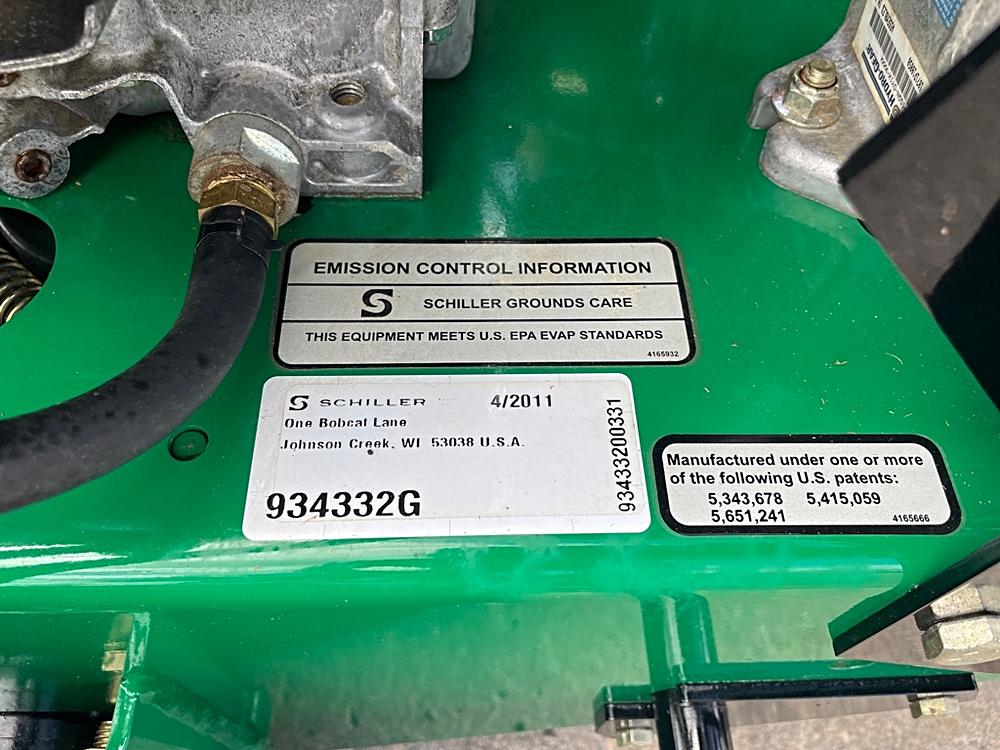 HYDRO-GEAR
EMISSION CONTROL INFORMATION
S SCHILLER GROUNDS CARE
THIS EQUIPMENT MEETS U.S. EPA EVAP STANDARDS
4165932
S SCHILLER 4/2011
One Bobcat Lane
Johnson Creek, WI 53038 U.S.A.
934332G
93433200331
Manufactured under one or more
of the following U.S. patents:
5,343,678 5,415,059
5,651,241
4165666